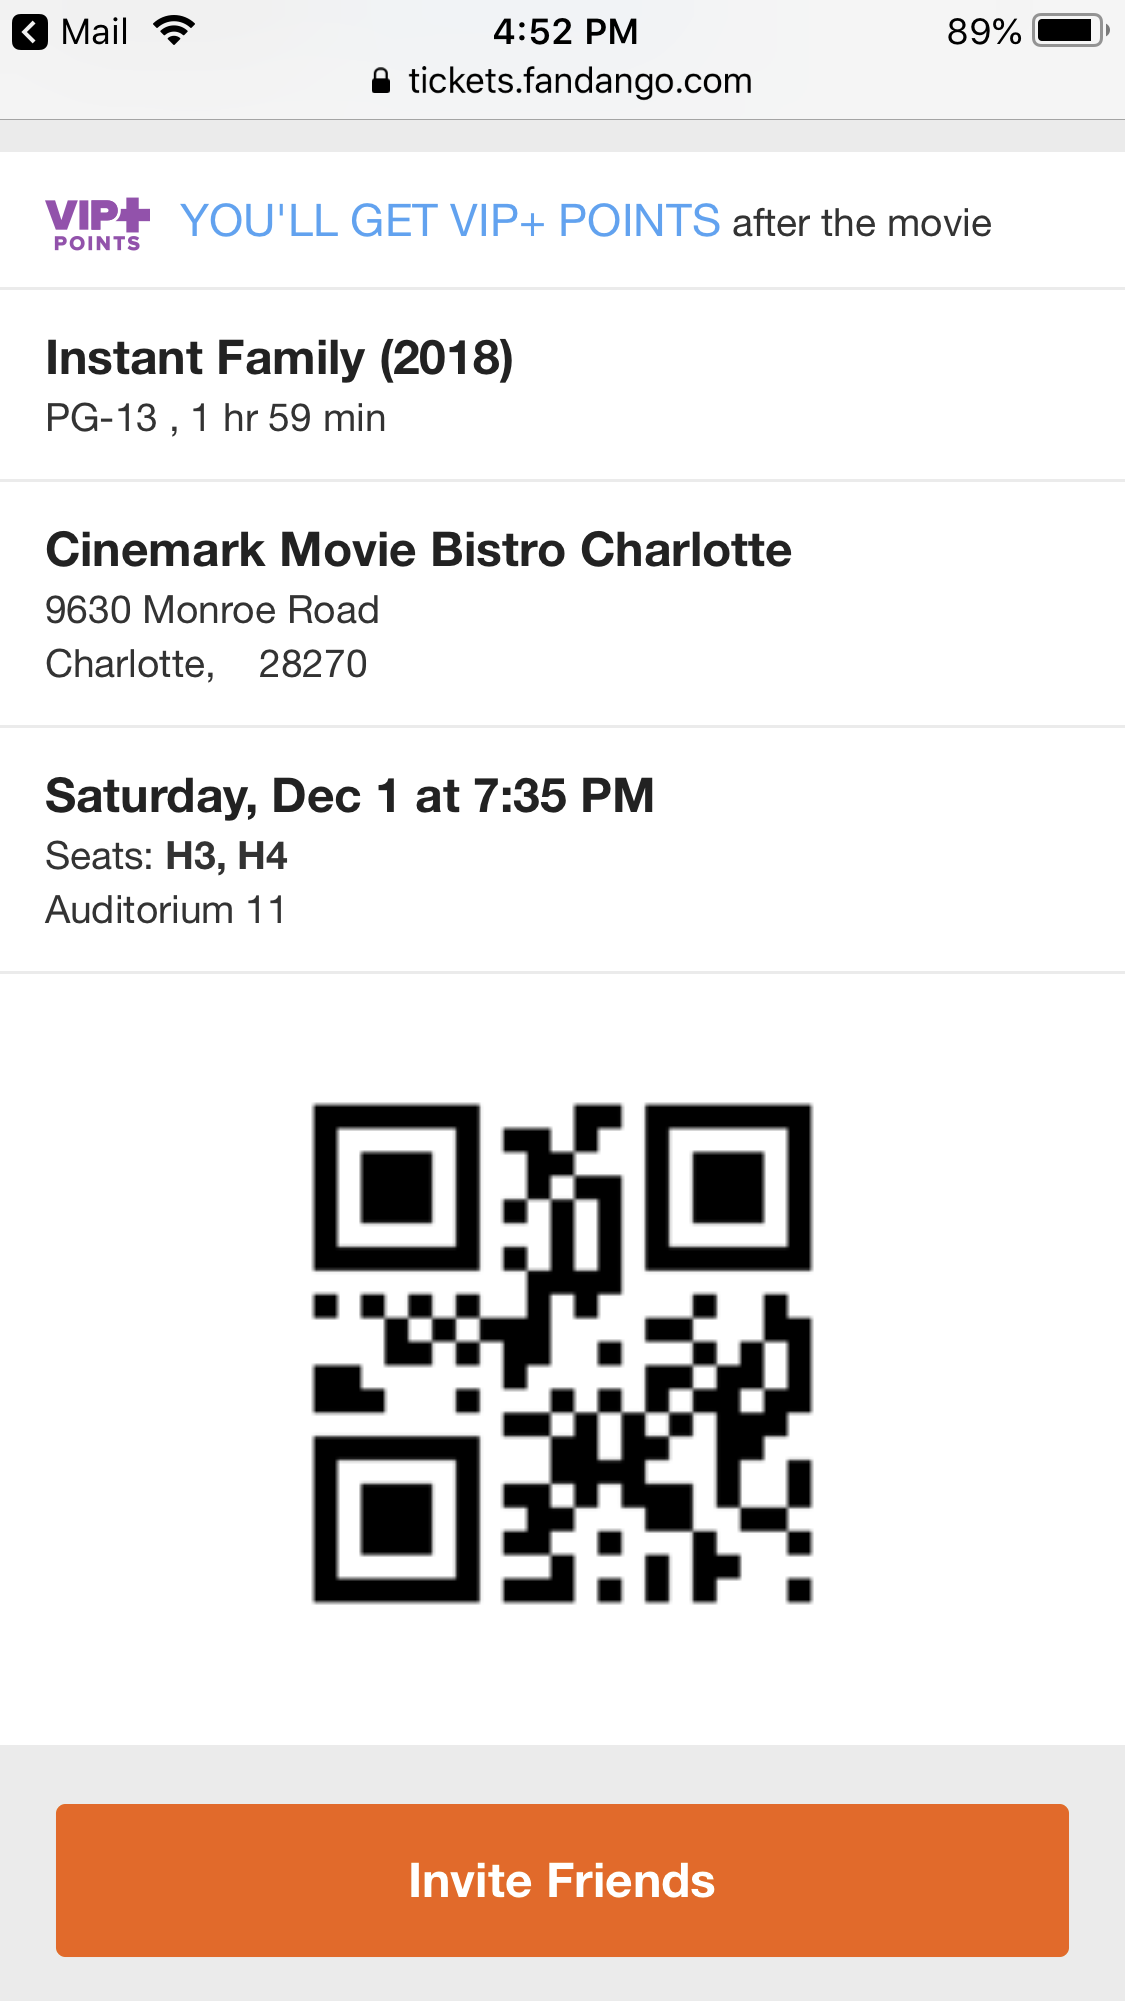 Mail 4:52 PM 89%
tickets.fandango.com
VIP+ POINTS YOU'LL GET VIP+ POINTS after the movie
Instant Family (2018)
PG-13 , 1 hr 59 min
Cinemark Movie Bistro Charlotte
9630 Monroe Road
Charlotte, 28270
Saturday, Dec 1 at 7:35 PM
Seats: H3, H4
Auditorium 11
Invite Friends